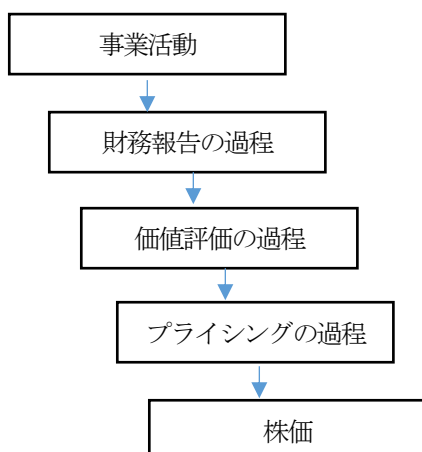 事業活動
財務報告の過程
価値評価の過程
プライシングの過程
株価